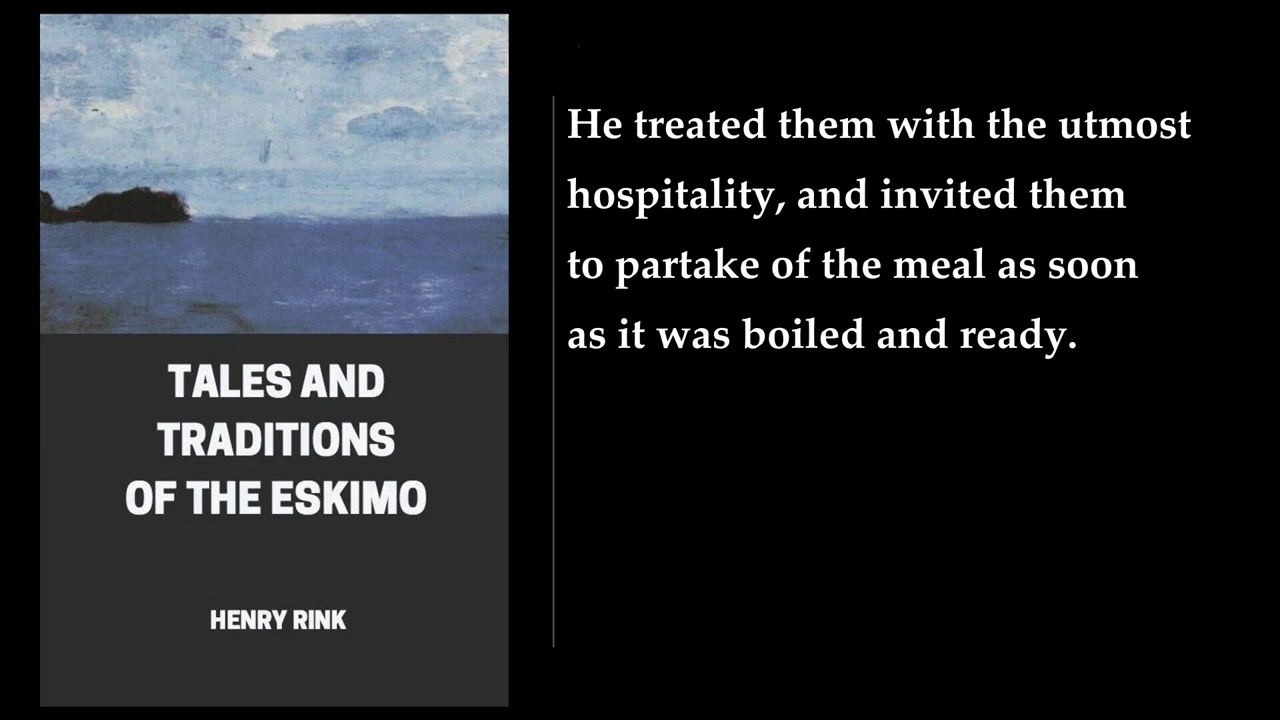 TALES AND
TRADITIONS
OF THE ESKIMO
HENRY RINK
He treated them with the utmost
hospitality, and invited them
to partake of the meal as soon
as it was boiled and ready.